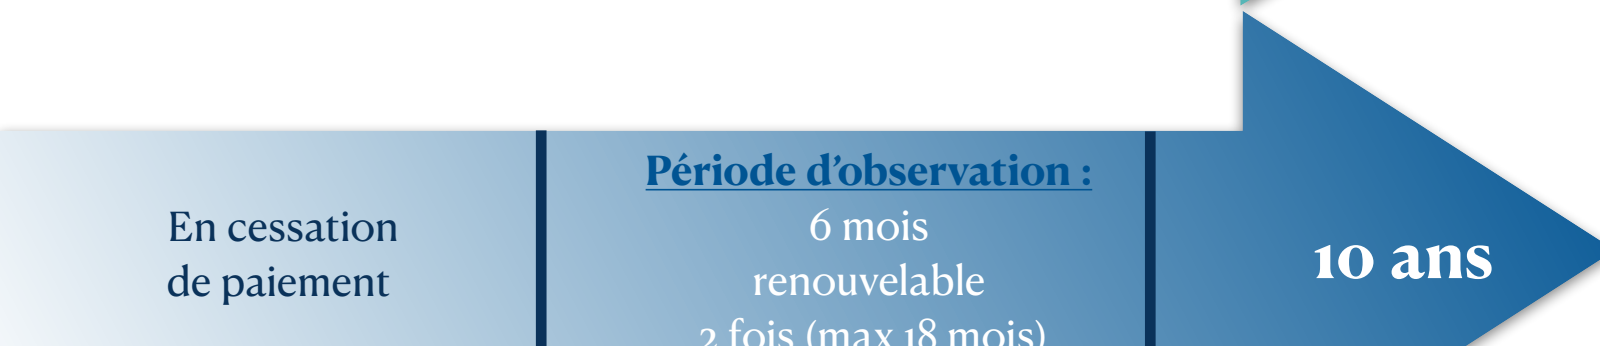 En cessation
de paiement
Période d'observation :
6 mois
renouvelable
2 fois (max 18 mois)
10 ans